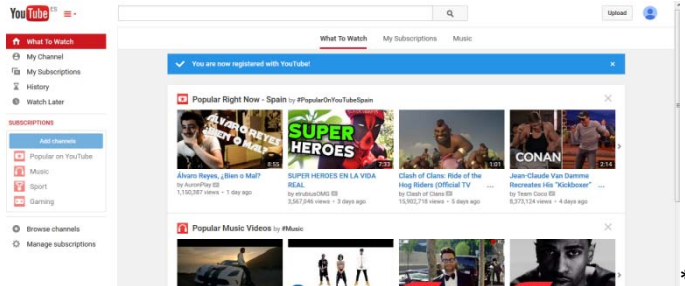 YouTube ES
Upload
What To Watch My Subscriptions Music
What To Watch
My Channel
My Subscriptions
History
Watch Later
SUBSCRIPTIONS
Add channels
Popular on YouTube
Music
Sport
Gaming
Browse channels
Manage subscriptions
You are now registered with YouTube! ×
Popular Right Now - Spain by #PopularOnYouTubeSpain
ÁLVARO REYES
¿BIEN O MAL?
8:55
SUPER
HEROES
7:33
1:01
CONAN
2:14
Álvaro Reyes, ¿Bien o Mal?
by AuronPlay
1,150,387 views • 1 day ago
SUPER HEROES EN LA VIDA
REAL
by elrubiusOMG
3,567,046 views • 3 days ago
Clash of Clans: Ride of the
Hog Riders (Official TV ...
by Clash of Clans
10,902,718 views • 5 days ago
Jean-Claude Van Damme
Recreates His "Kickboxer" ...
by Team Coco
8,373,124 views • 4 days ago
Popular Music Videos by #Music
*